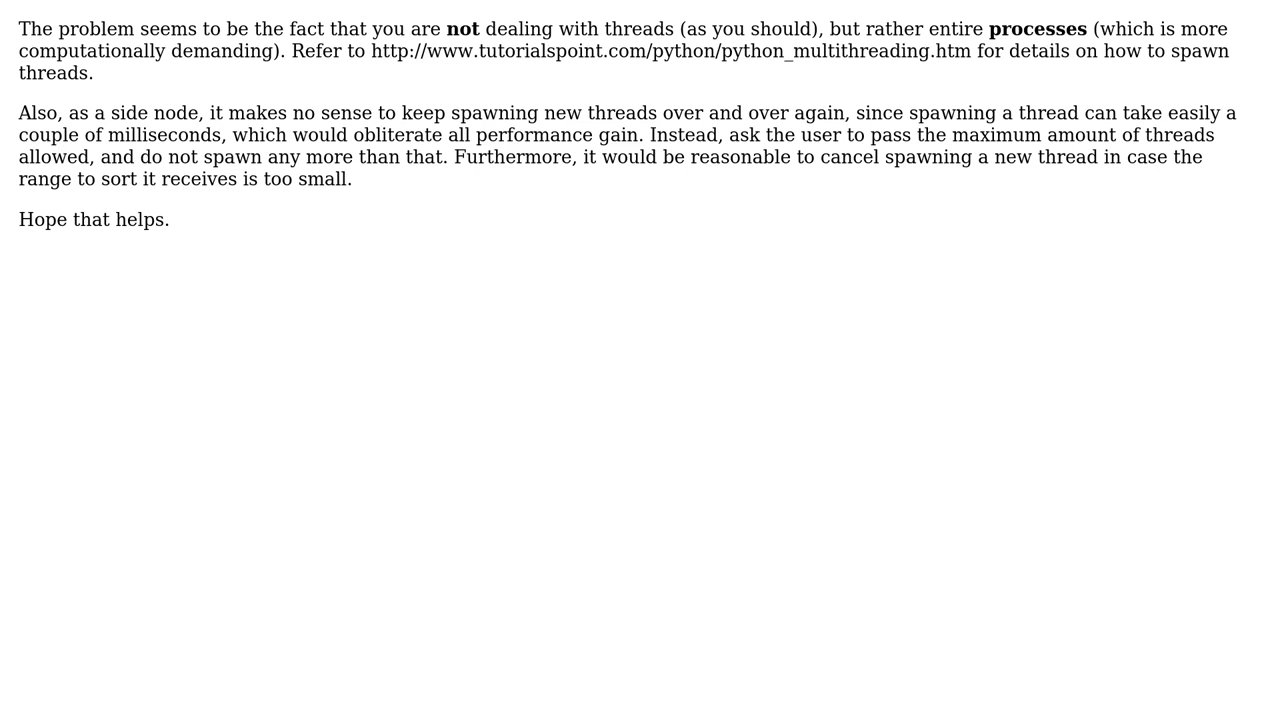 The problem seems to be the fact that you are not dealing with threads (as you should), but rather entire processes (which is more
computationally demanding). Refer to http://www.tutorialspoint.com/python/python_multithreading.htm for details on how to spawn
threads.
Also, as a side node, it makes no sense to keep spawning new threads over and over again, since spawning a thread can take easily a
couple of milliseconds, which would obliterate all performance gain. Instead, ask the user to pass the maximum amount of threads
allowed, and do not spawn any more than that. Furthermore, it would be reasonable to cancel spawning a new thread in case the
range to sort it receives is too small.
Hope that helps.